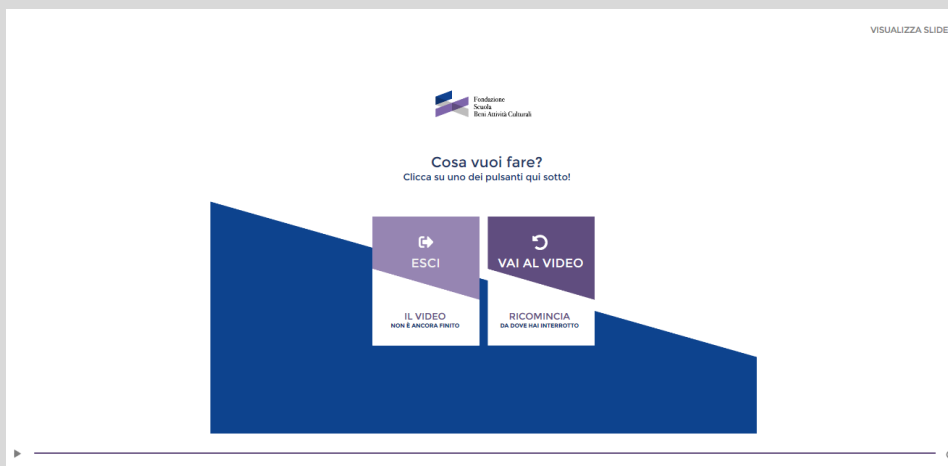 VISUALIZZA SLIDE
Fondazione
Scuola
Beni Attività Culturali
Cosa vuoi fare?
Clicca su uno dei pulsanti qui sotto!
ESCI
IL VIDEO
NON È ANCORA FINITO
VAI AL VIDEO
RICOMINCIA
DA DOVE HAI INTERROTTO